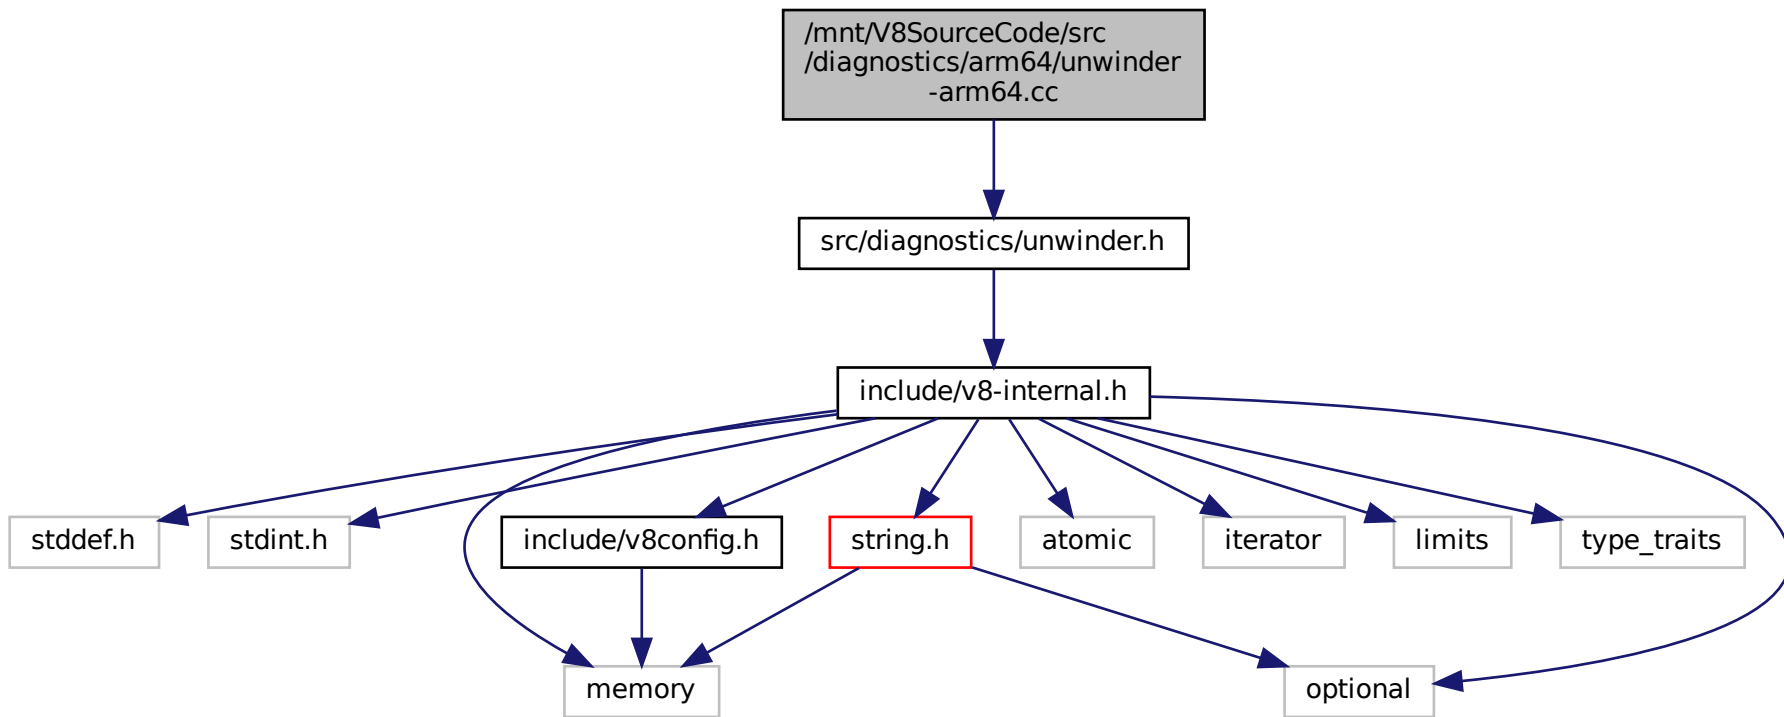 /mnt/V8SourceCode/src
/diagnostics/arm64/unwinder
-arm64.cc
src/diagnostics/unwinder.h
include/v8-internal.h
stddef.h
stdint.h
include/v8config.h
string.h
atomic
iterator
limits
type_traits
memory
optional